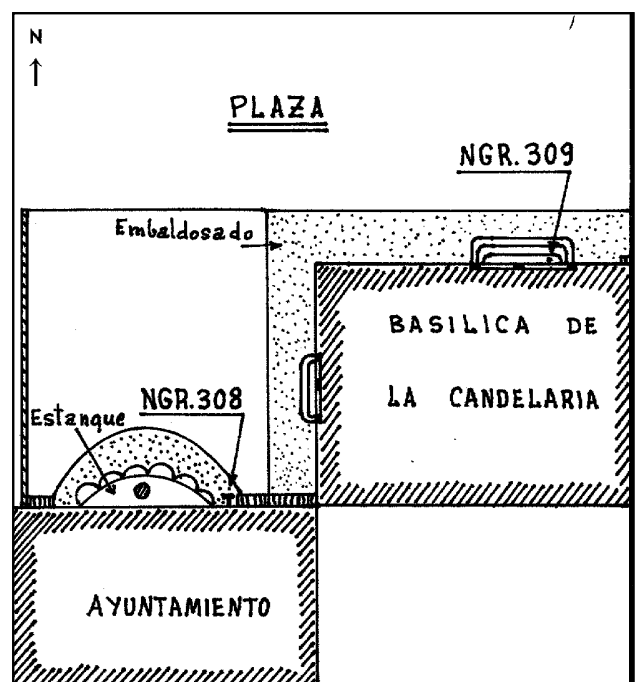 N
PLAZA
NGR.309
Embaldosado
BASILICA DE
LA CANDELARIA
NGR.308
Estanque
AYUNTAMIENTO